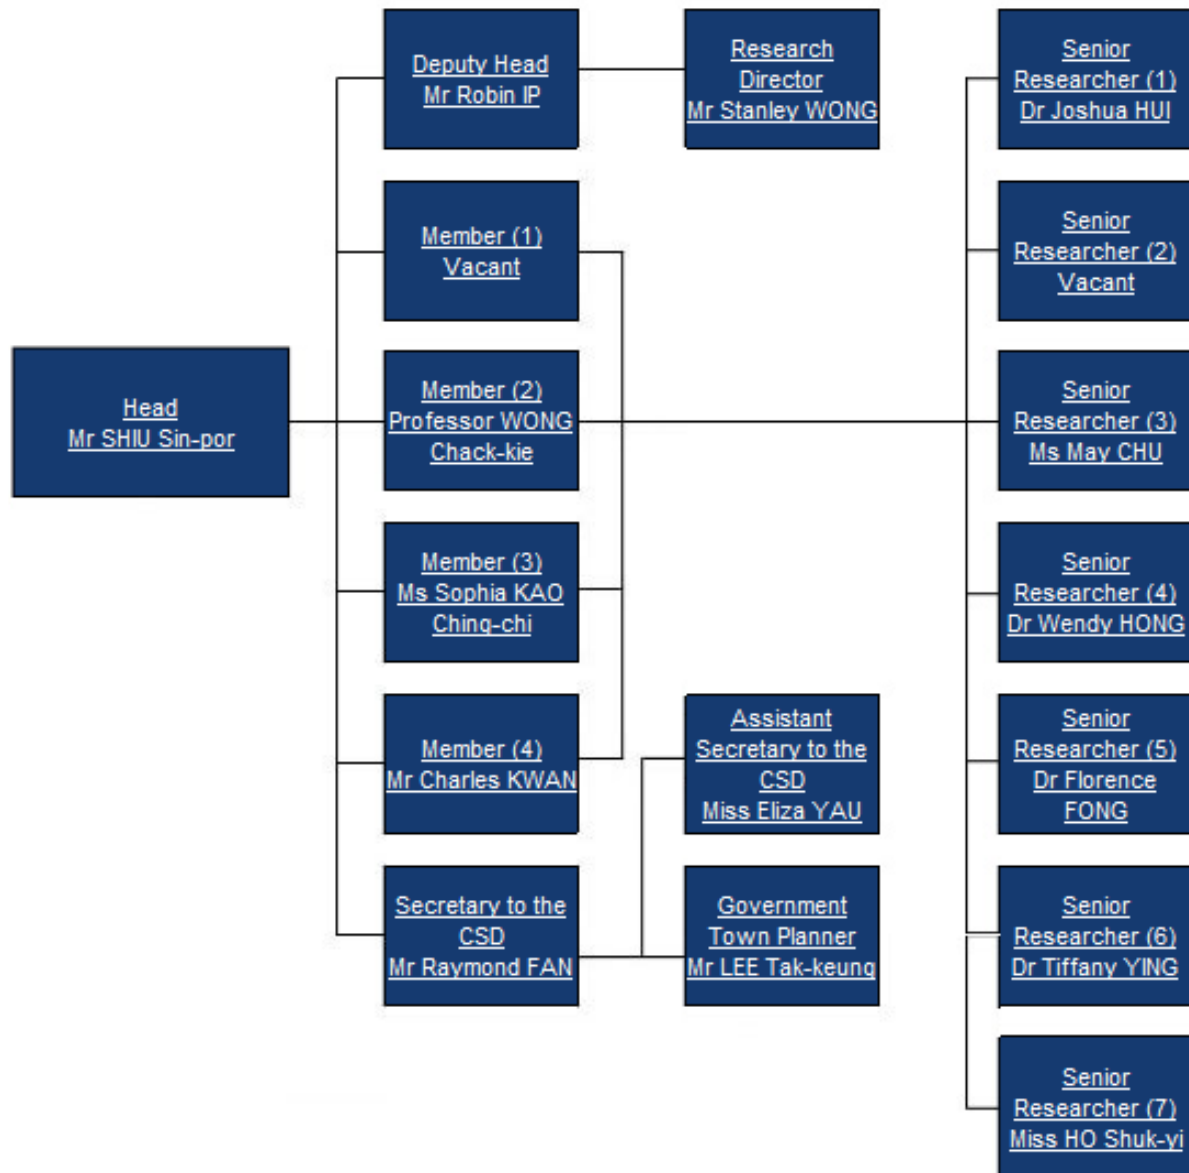 Deputy Head
Mr Robin IP
Research
Director
Mr Stanley WONG
Senior
Researcher (1)
Dr Joshua HUI
Member (1)
Vacant
Senior
Researcher (2)
Vacant
Head
Mr SHIU Sin-por
Member (2)
Professor WONG
Chack-kie
Senior
Researcher (3)
Ms May CHU
Member (3)
Ms Sophia KAO
Ching-chi
Senior
Researcher (4)
Dr Wendy HONG
Member (4)
Mr Charles KWAN
Assistant
Secretary to the
CSD
Miss Eliza YAU
Senior
Researcher (5)
Dr Florence
FONG
Secretary to the
CSD
Mr Raymond FAN
Government
Town Planner
Mr LEE Tak-keung
Senior
Researcher (6)
Dr Tiffany YING
Senior
Researcher (7)
Miss HO Shuk-yi